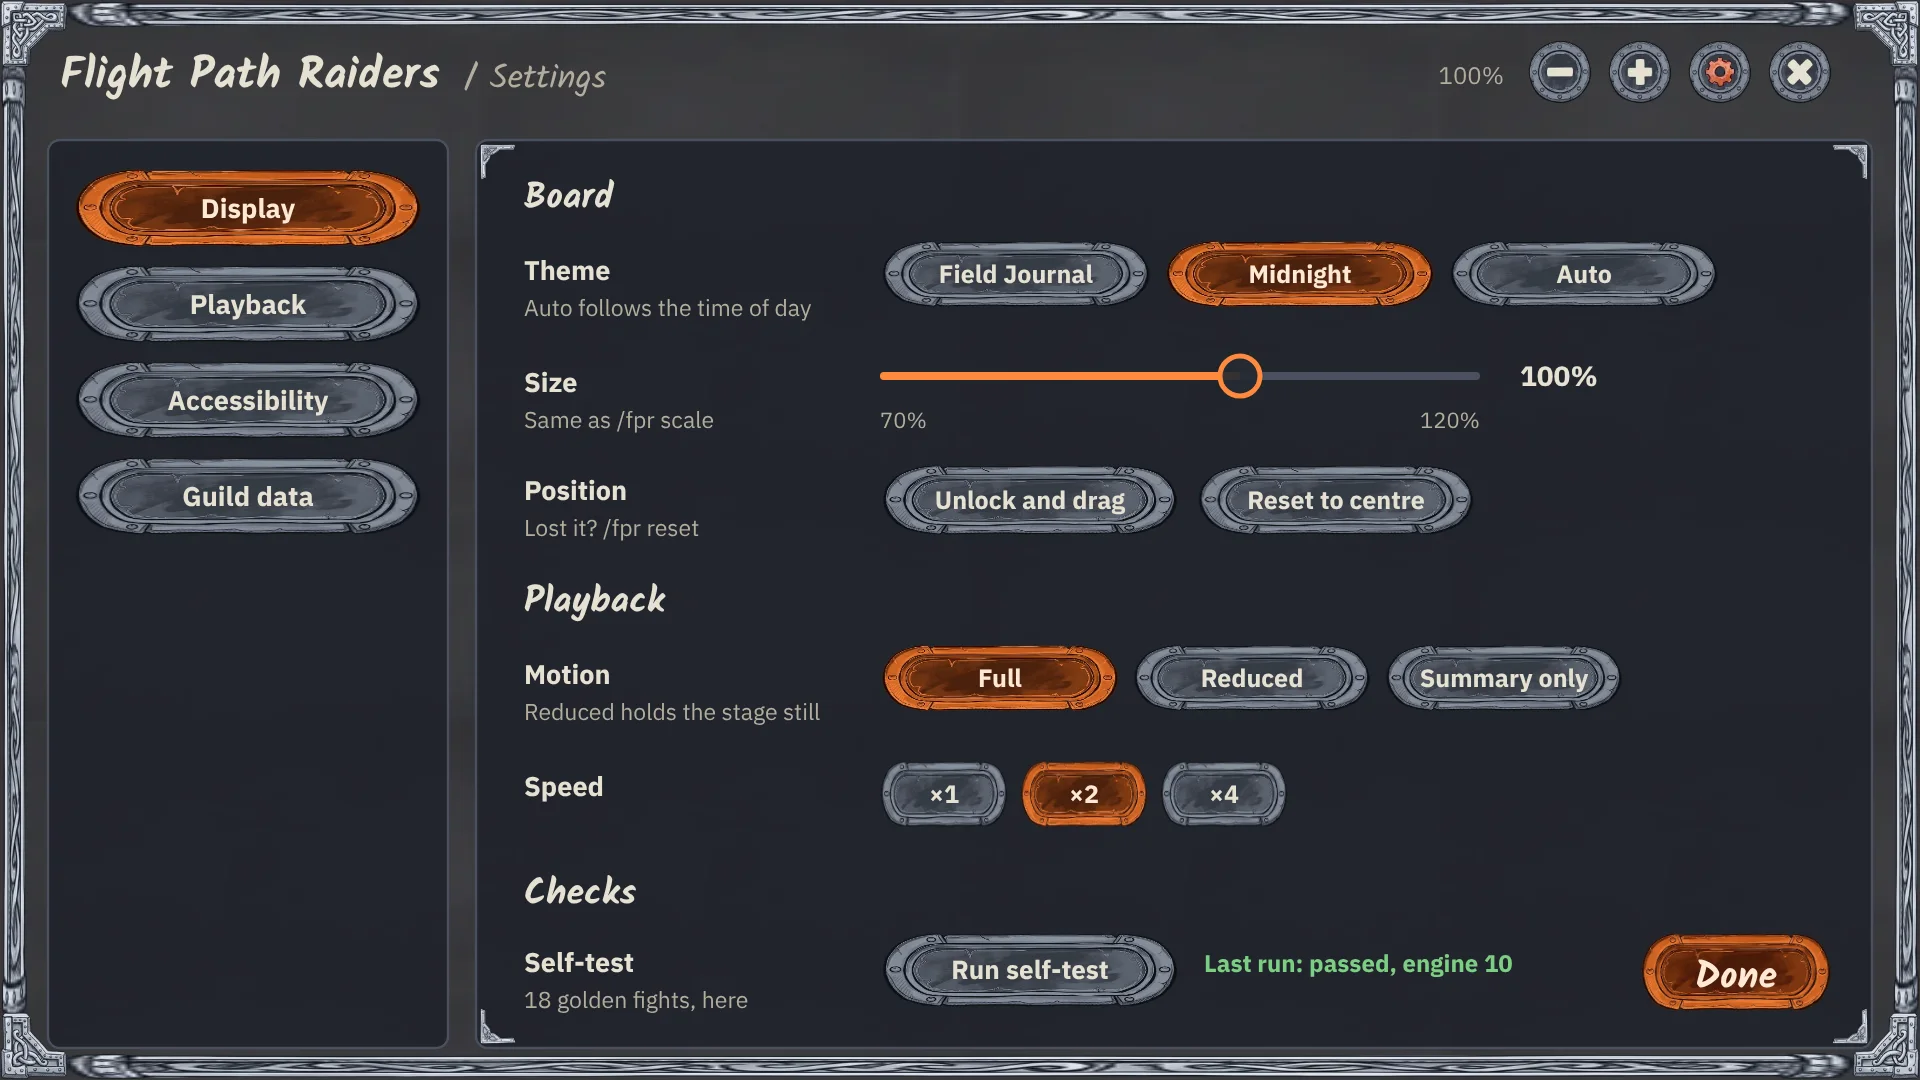 Flight Path Raiders / Settings
100%
Display
Playback
Accessibility
Guild data
Board
Theme
Auto follows the time of day
Field Journal
Midnight
Auto
Size
Same as /fpr scale
100%
70%
120%
Position
Lost it? /fpr reset
Unlock and drag
Reset to centre
Playback
Motion
Reduced holds the stage still
Full
Reduced
Summary only
Speed
×1
×2
×4
Checks
Self-test
18 golden fights, here
Run self-test
Last run: passed, engine 10
Done